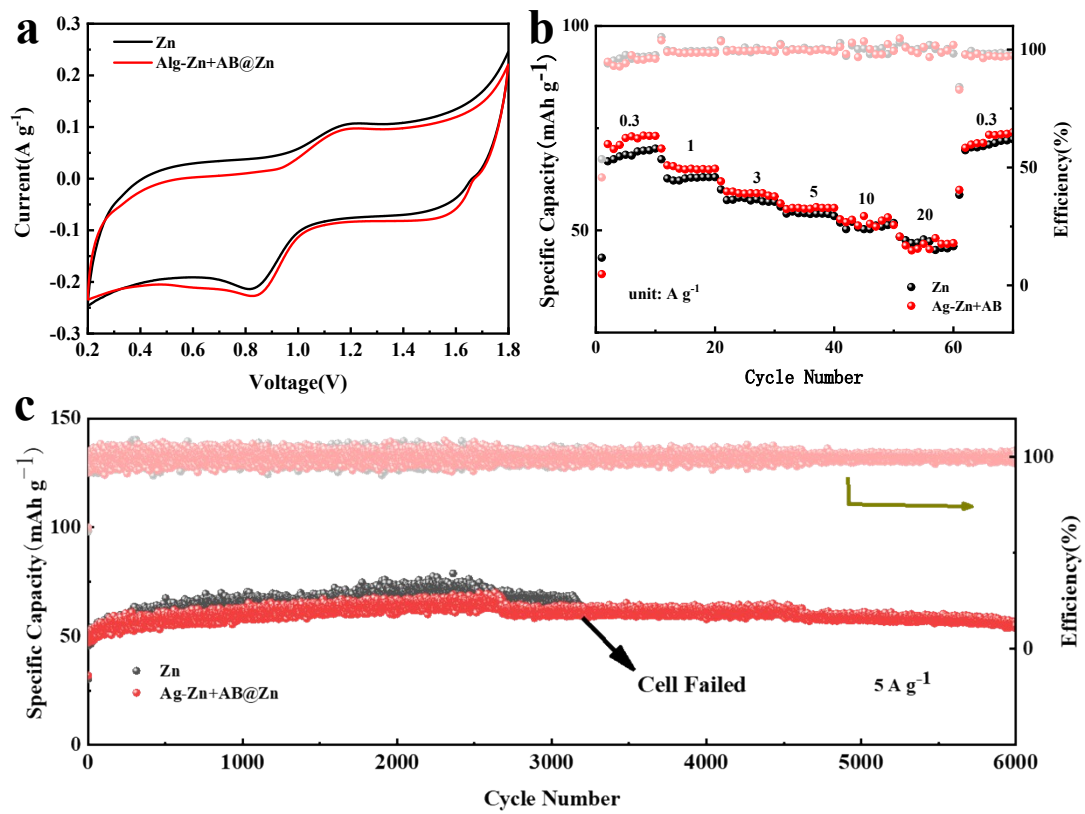 a
0.3
0.2
0.1
0.0
-0.1
-0.2
-0.3
Current(A g⁻¹)
Zn
Alg-Zn+AB@Zn
0.2 0.4 0.6 0.8 1.0 1.2 1.4 1.6 1.8
Voltage(V)
b
100
50
Specific Capacity(mAh g⁻¹)
0.3
1
3
5
10
20
0.3
unit: A g⁻¹
Zn
Ag-Zn+AB
100
50
0
Efficiency(%)
0 20 40 60
Cycle Number
c
150
100
50
0
Specific Capacity(mAh g⁻¹)
Zn
Ag-Zn+AB@Zn
Cell Failed
5 A g⁻¹
100
0
Efficiency(%)
0 1000 2000 3000 4000 5000 6000
Cycle Number